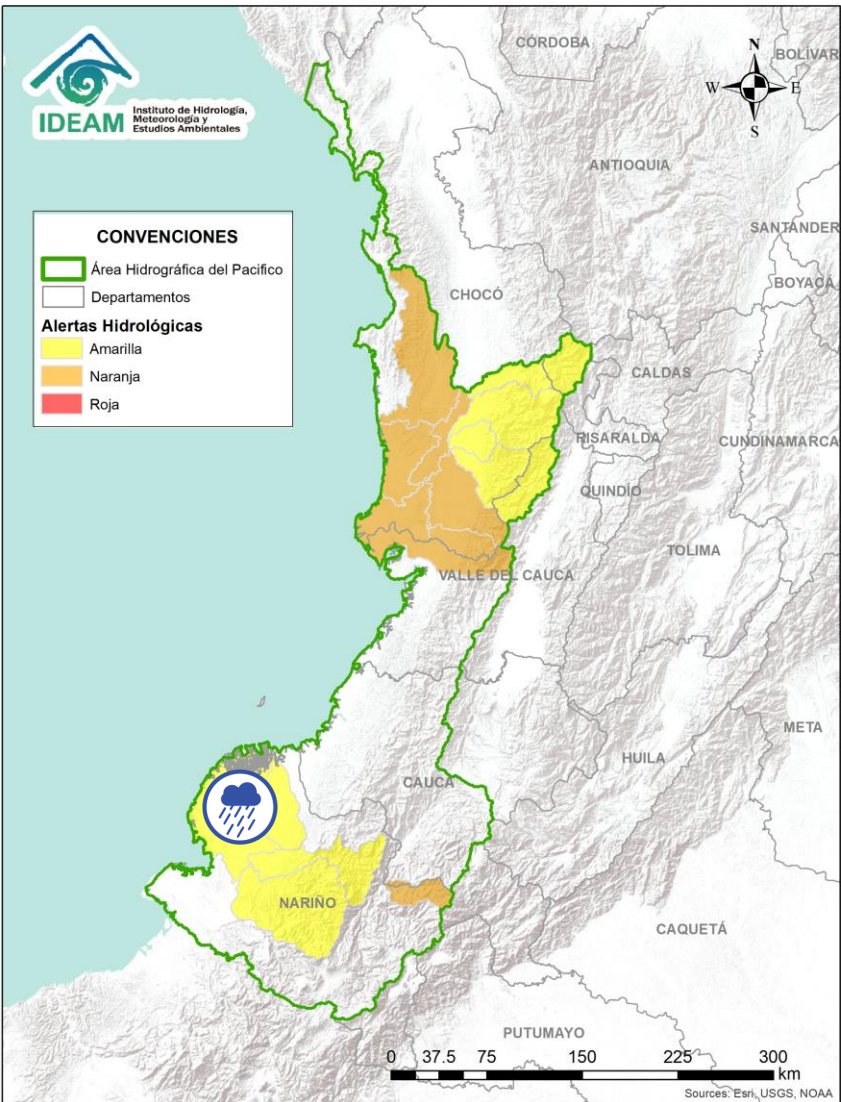 IDEAM
Instituto de Hidrología,
Meteorología y
Estudios Ambientales
N
W
E
S
CÓRDOBA
BOLÍVAR
ANTIOQUIA
SANTANDER
BOYACÁ
CHOCÓ
CONVENCIONES
Área Hidrográfica del Pacifico
Departamentos
Alertas Hidrológicas
Amarilla
Naranja
Roja
CALDAS
RISARALDA
CUNDINAMARCA
QUINDÍO
TOLIMA
VALLE DEL CAUCA
META
HUILA
CAUCA
NARIÑO
CAQUETÁ
PUTUMAYO
0 37.5 75 150 225 300
km
Sources: Esri, USGS, NOAA